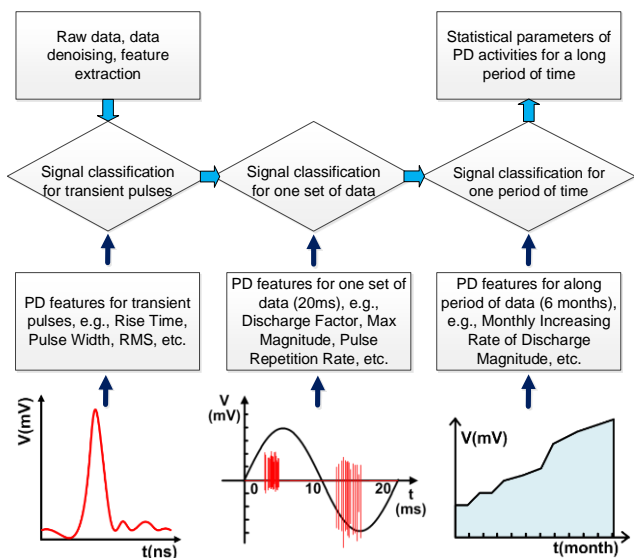 Raw data, data
denoising, feature
extraction
Statistical parameters of
PD activities for a long
period of time
Signal classification
for transient pulses
Signal classification
for one set of data
Signal classification for
one period of time
PD features for transient
pulses, e.g., Rise Time,
Pulse Width, RMS, etc.
PD features for one set of
data (20ms), e.g.,
Discharge Factor, Max
Magnitude, Pulse
Repetition Rate, etc.
PD features for along
period of data (6 months),
e.g., Monthly Increasing
Rate of Discharge
Magnitude, etc.
V(mV)
t(ns)
V
(mV)
0 10 20
t
(ms)
V(mV)
t(month)